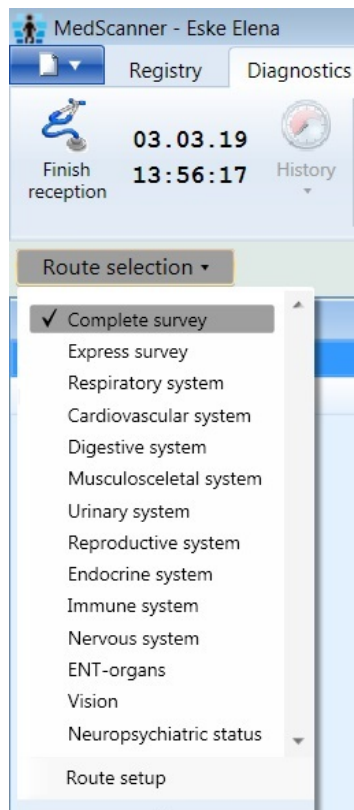 MedScanner - Eske Elena
Registry
Diagnostics
Finish
reception
03.03.19
13:56:17
History
Route selection
✓ Complete survey
Express survey
Respiratory system
Cardiovascular system
Digestive system
Musculosceletal system
Urinary system
Reproductive system
Endocrine system
Immune system
Nervous system
ENT-organs
Vision
Neuropsychiatric status
Route setup